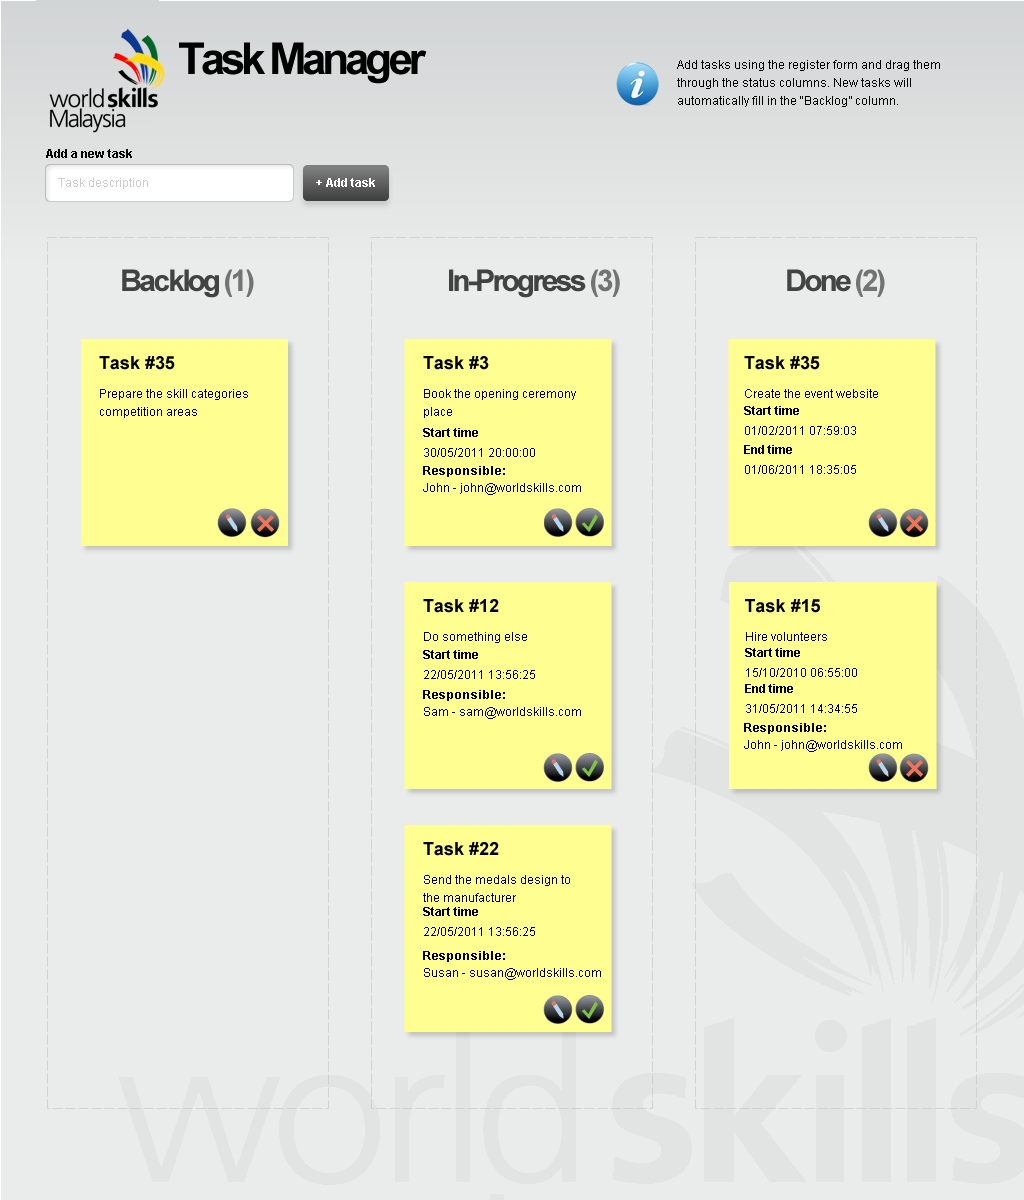 Task Manager
worldskills
Malaysia
Add tasks using the register form and drag them
through the status columns. New tasks will
automatically fill in the "Backlog" column.
Add a new task
Task description
+ Add task
Backlog (1)
Task #35
Prepare the skill categories
competition areas
In-Progress (3)
Task #3
Book the opening ceremony
place
Start time
30/05/2011 20:00:00
Responsible:
John - john@worldskills.com
Task #12
Do something else
Start time
22/05/2011 13:56:25
Responsible:
Sam - sam@worldskills.com
Task #22
Send the medals design to
the manufacturer
Start time
22/05/2011 13:56:25
Responsible:
Susan - susan@worldskills.com
Done (2)
Task #35
Create the event website
Start time
01/02/2011 07:59:03
End time
01/06/2011 18:35:05
Task #15
Hire volunteers
Start time
15/10/2010 06:55:00
End time
31/05/2011 14:34:55
Responsible:
John - john@worldskills.com
worldskills